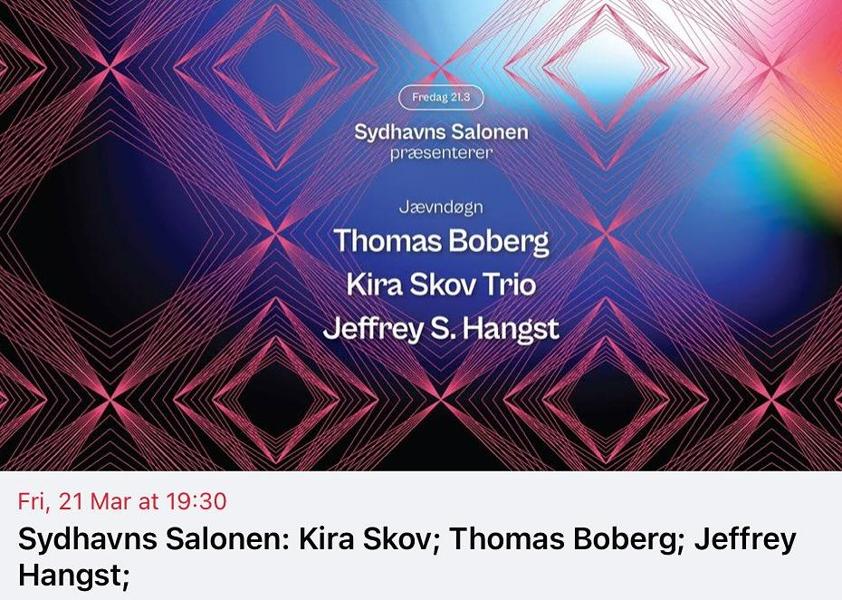 Fredag 21.3
Sydhavns Salonen
præsenterer
Jævndøgn
Thomas Boberg
Kira Skov Trio
Jeffrey S. Hangst
Fri, 21 Mar at 19:30
Sydhavns Salonen: Kira Skov; Thomas Boberg; Jeffrey
Hangst;